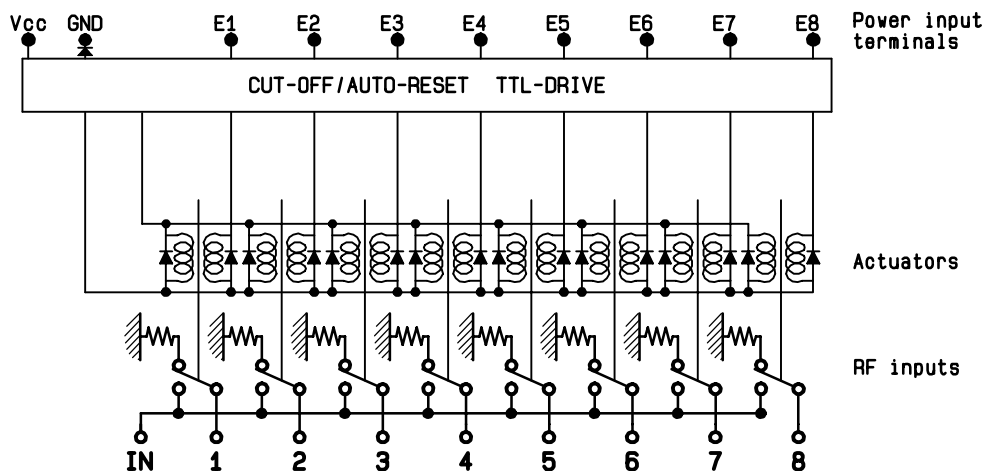 Vcc GND E1 E2 E3 E4 E5 E6 E7 E8 Power input
terminals
CUT-OFF/AUTO-RESET TTL-DRIVE
Actuators
RF inputs
IN 1 2 3 4 5 6 7 8